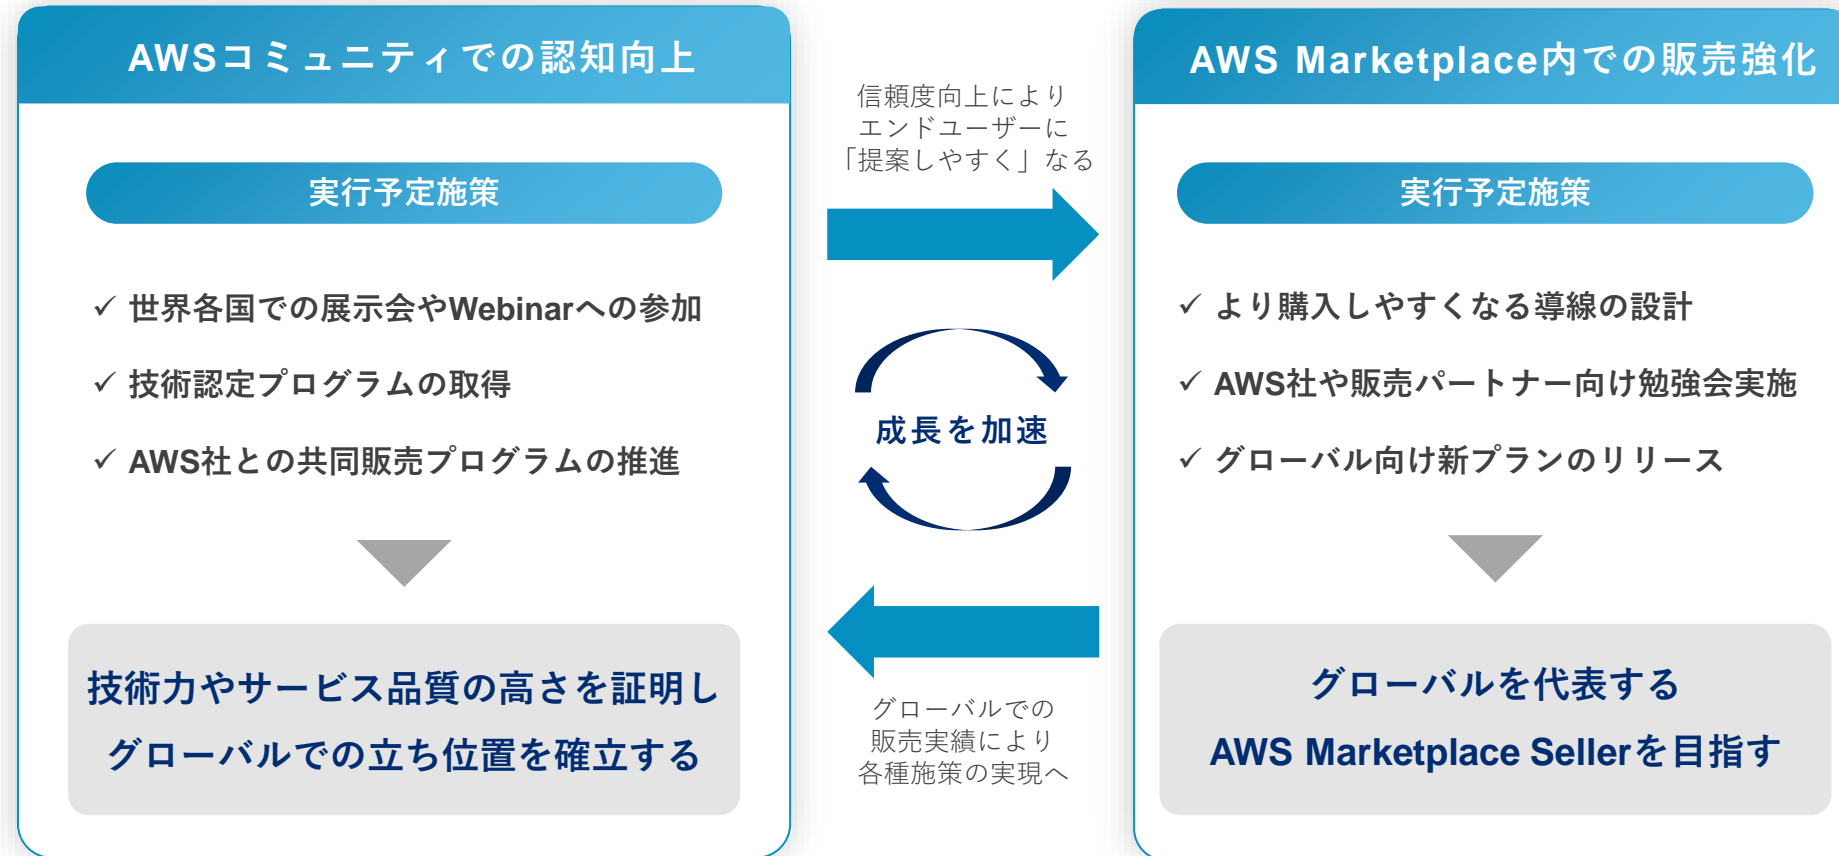 AWSコミュニティでの認知向上
実行予定施策
✓ 世界各国での展示会やWebinarへの参加
✓ 技術認定プログラムの取得
✓ AWS社との共同販売プログラムの推進
技術力やサービス品質の高さを証明し
グローバルでの立ち位置を確立する
信頼度向上により
エンドユーザーに
「提案しやすく」なる
成長を加速
グローバルでの
販売実績により
各種施策の実現へ
AWS Marketplace内での販売強化
実行予定施策
✓ より購入しやすくなる導線の設計
✓ AWS社や販売パートナー向け勉強会実施
✓ グローバル向け新プランのリリース
グローバルを代表する
AWS Marketplace Sellerを目指す